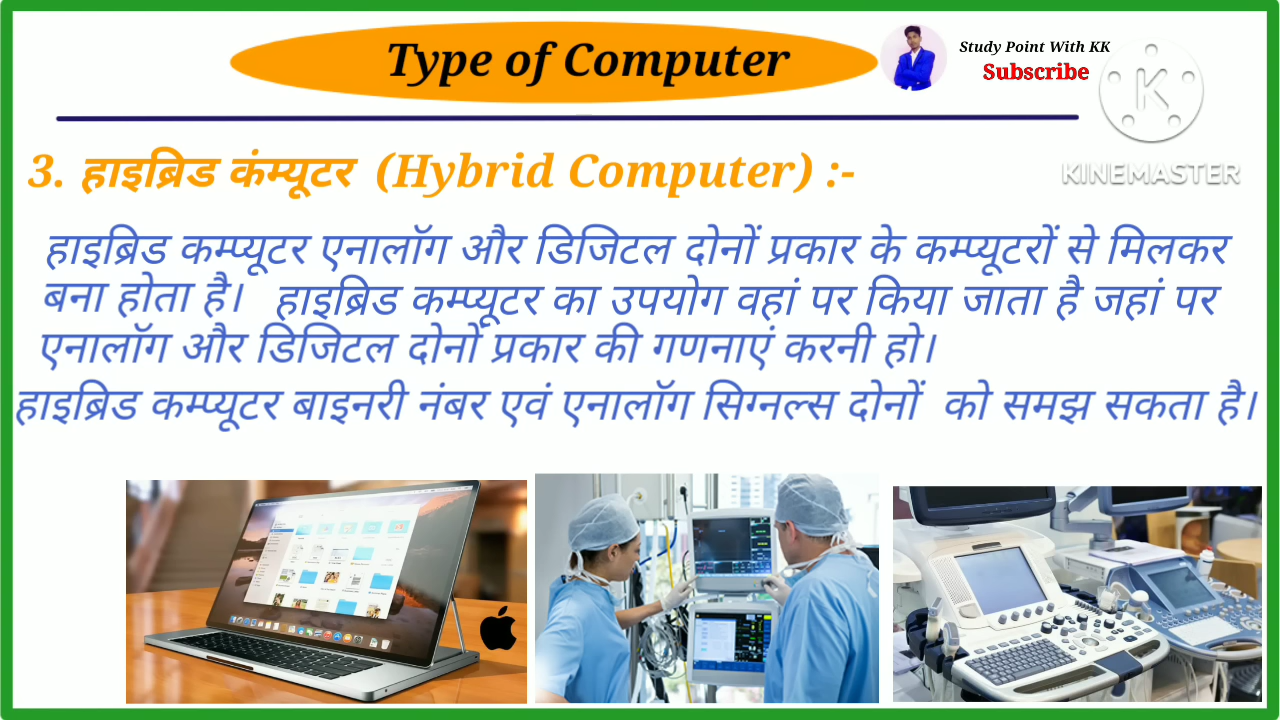 Type of Computer
Study Point With KK
Subscribe
K
KINEMASTER
3. हाइब्रिड कंम्यूटर (Hybrid Computer) :-
हाइब्रिड कम्प्यूटर एनालॉग और डिजिटल दोनों प्रकार के कम्प्यूटरों से मिलकर
बना होता है। हाइब्रिड कम्प्यूटर का उपयोग वहां पर किया जाता है जहां पर
एनालॉग और डिजिटल दोनों प्रकार की गणनाएं करनी हो।
हाइब्रिड कम्प्यूटर बाइनरी नंबर एवं एनालॉग सिग्नल्स दोनों को समझ सकता है।